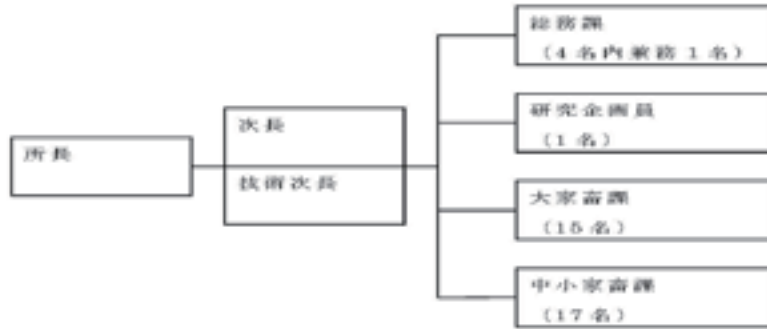 所長
次長
技術次長
総務課
(4名内兼務1名)
研究企画員
(1名)
大家畜課
(15名)
中小家畜課
(17名)